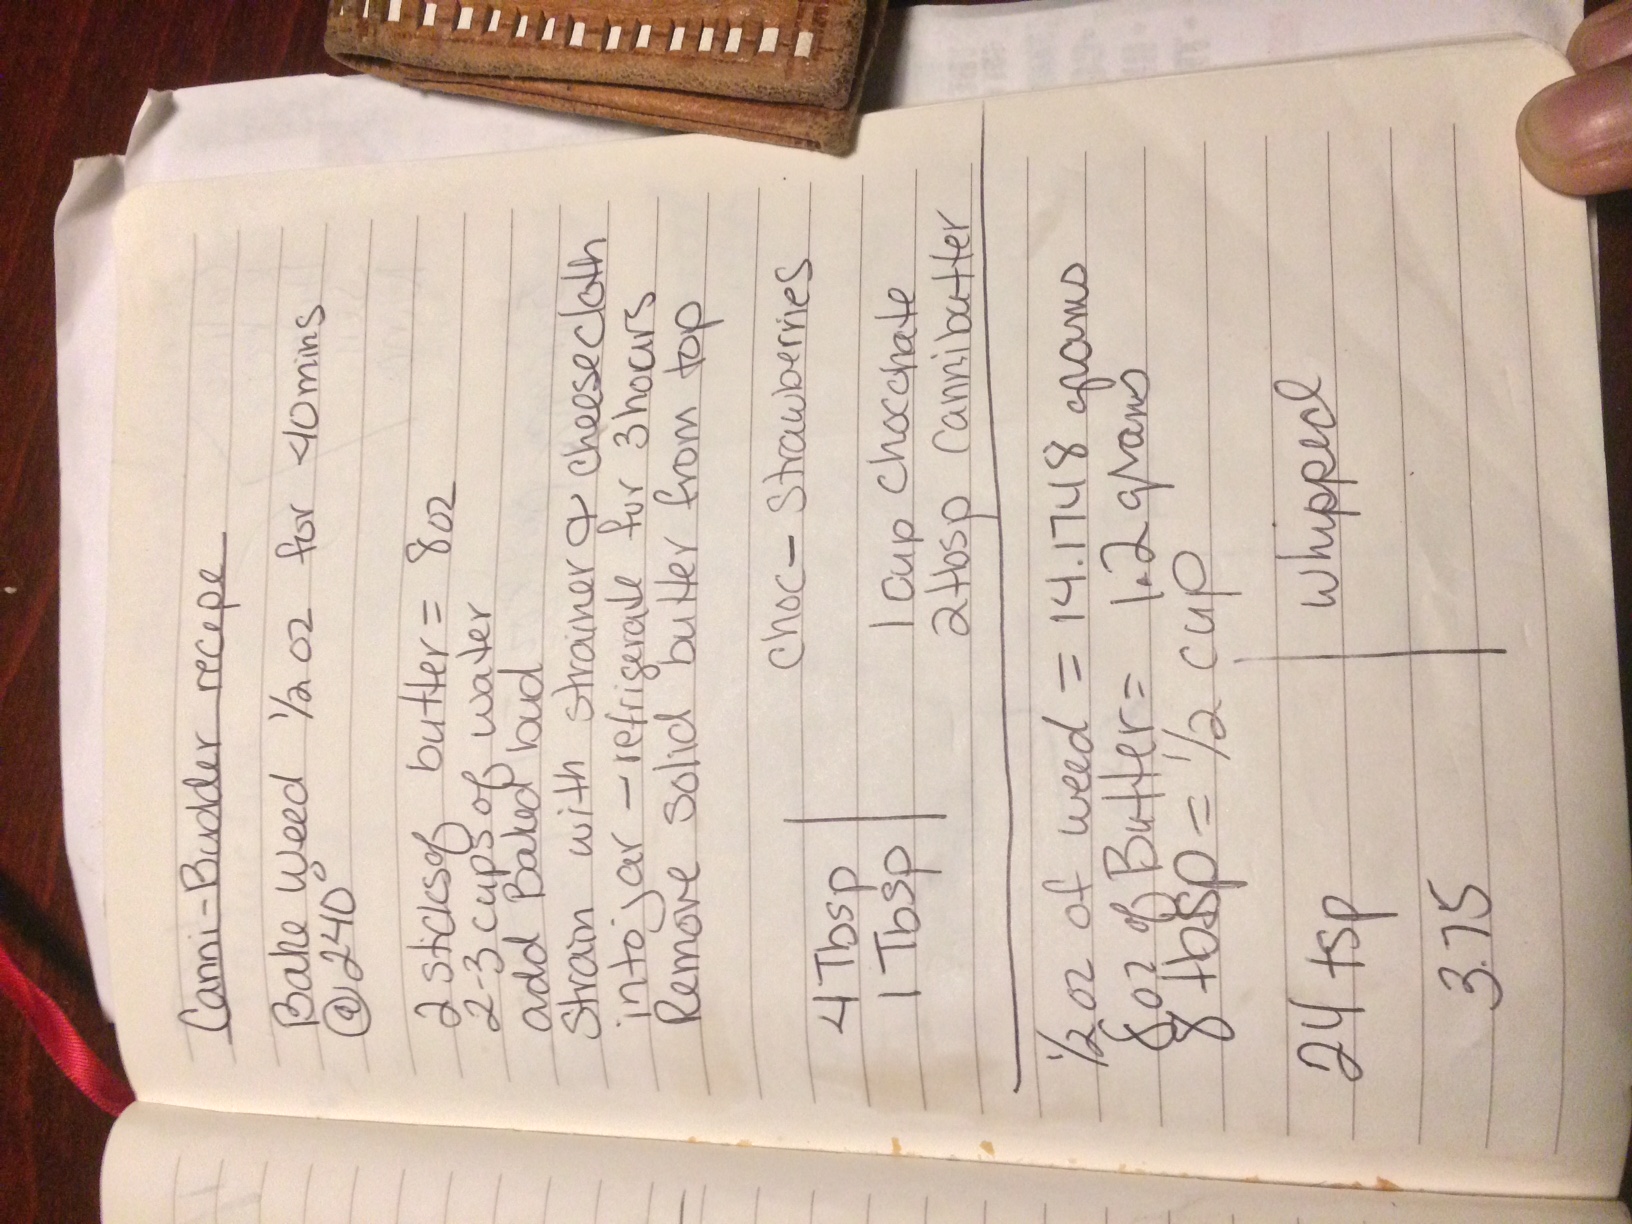 Canni-Budder recepe
Bake weed 1/2 oz for 40mins
@ 240°
2 sticks of butter = 8oz
2-3 cups of water
add Baked bud
Strain with strainer & cheese cloth
into jar - refrigerate for 3 hours
Remove solid butter from top
choc- Strawberries
4 Tbsp
1 Tbsp
1 cup chocchate
2 tbsp cannibutter
1/2 oz of weed = 14.1748 grams
8 oz of Butter = 1.2 grams
8 tbsp = 1/2 cup
24 tsp
whipped
3.75